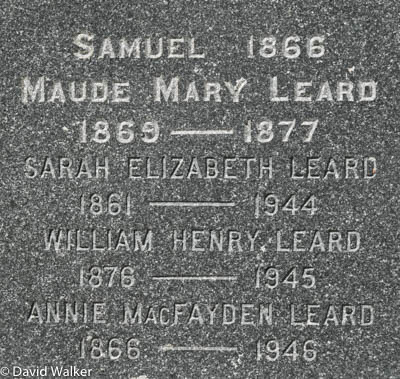 SAMUEL 1866
MAUDE MARY LEARD
1869 — 1877
SARAH ELIZABETH LEARD
1861 — 1944
WILLIAM HENRY LEARD
1876 — 1945
ANNIE MACFAYDEN LEARD
1866 — 1946
©David Walker